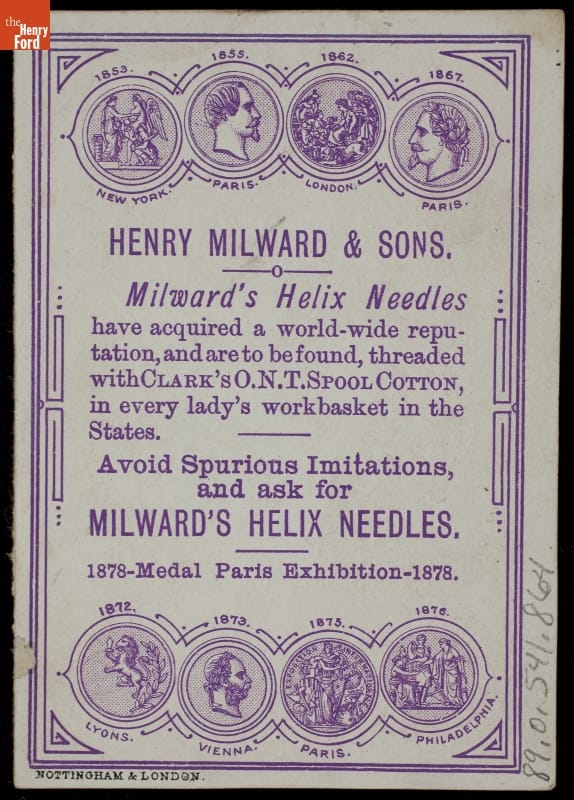 the
Henry
Ford
1853. 1855. 1862. 1867.
NEW YORK. PARIS. LONDON. PARIS.
HENRY MILWARD & SONS.
Milward's Helix Needles
have acquired a world-wide repu-
tation, and are to be found, threaded
with CLARK'S O.N.T. SPOOL COTTON,
in every lady's workbasket in the
States.
Avoid Spurious Imitations,
and ask for
MILWARD'S HELIX NEEDLES.
1878-Medal Paris Exhibition-1878.
1872. 1873. 1875. 1876.
LYONS. VIENNA. PARIS. PHILADELPHIA.
NOTTINGHAM & LONDON.
89.0.541.864